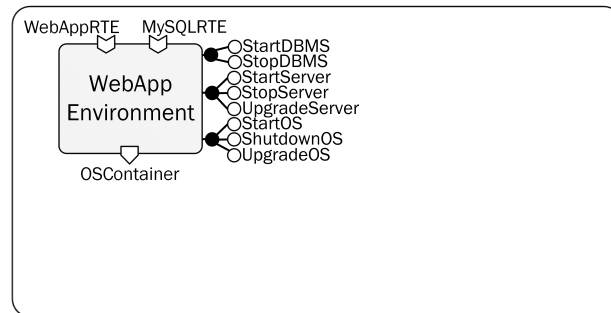 WebAppRTE
MySQLRTE
WebApp
Environment
StartDBMS
StopDBMS
StartServer
StopServer
UpgradeServer
StartOS
ShutdownOS
UpgradeOS
OSContainer